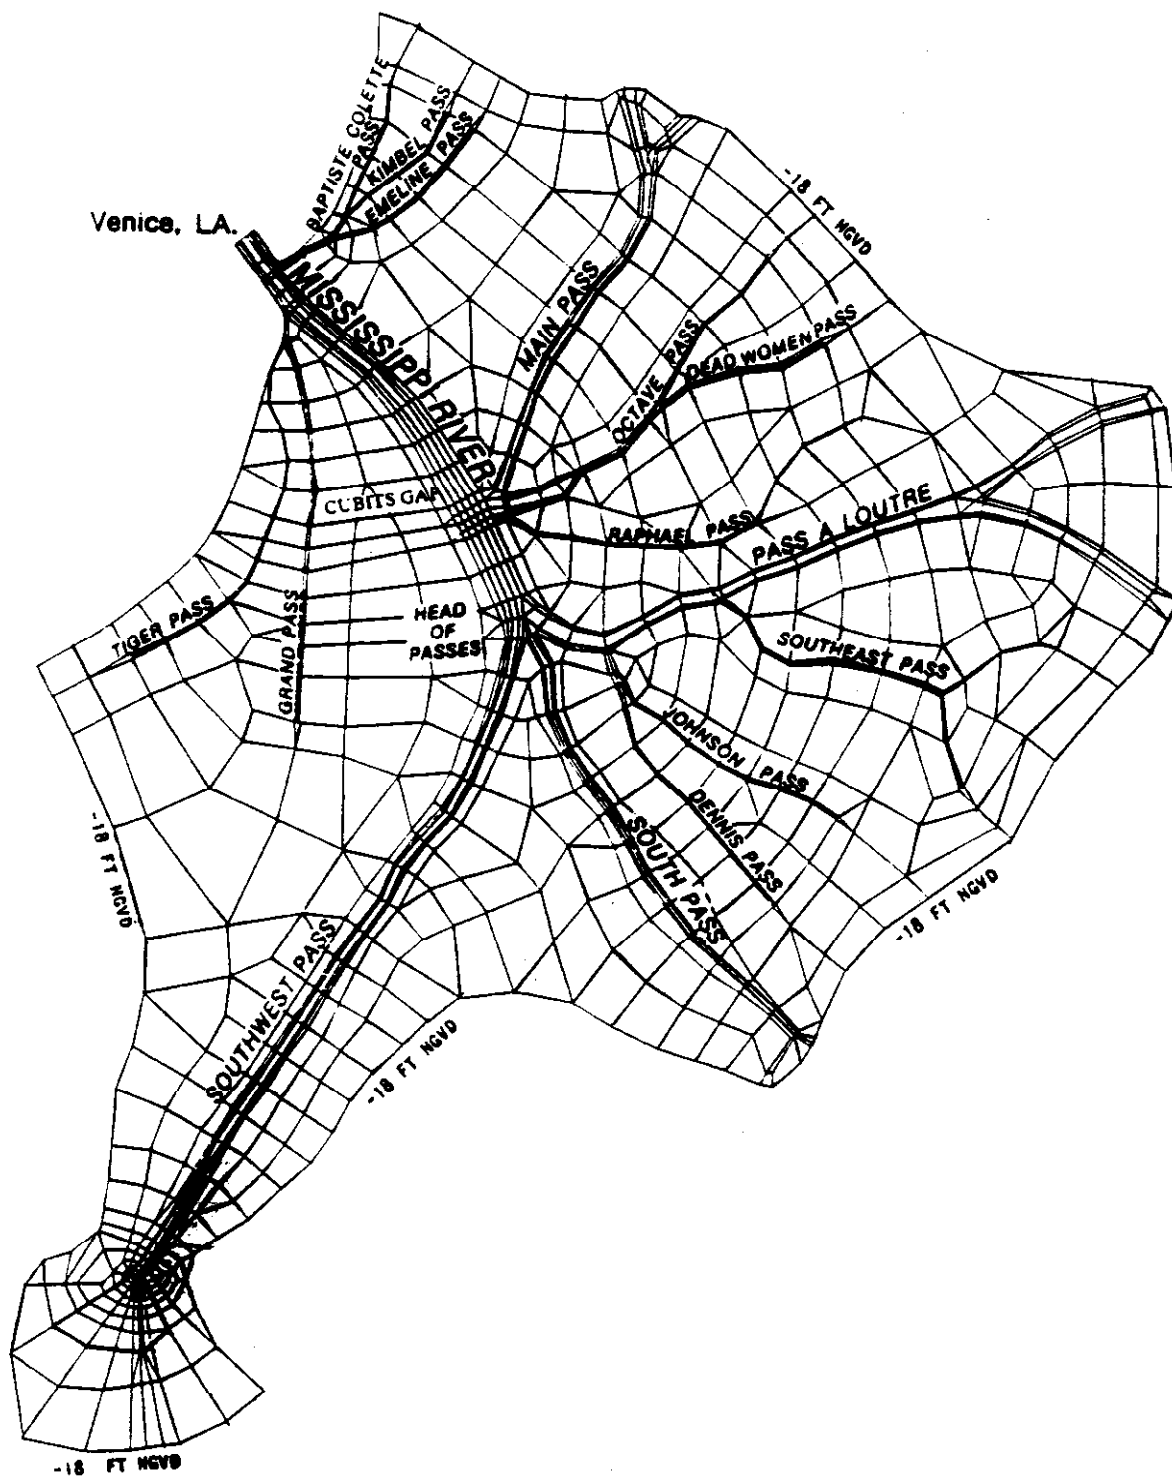 BAPTISTE COLETTE
PASS
KIMBEL PASS
EMELINE PASS
Venice, LA.
-18 FT NGVD
MISSISSIPPI RIVER
MAIN PASS
OCTAVE PASS
DEAD WOMEN PASS
CUBITS GAP
RAPHAEL PASS
PASS A LOUTRE
TIGER PASS
GRAND PASS
HEAD
OF
PASSES
SOUTHEAST PASS
JOHNSON PASS
DENNIS PASS
SOUTH PASS
-18 FT NGVD
-18 FT NGVD
SOUTHWEST PASS
-18 FT NGVD
-18 FT NGVD